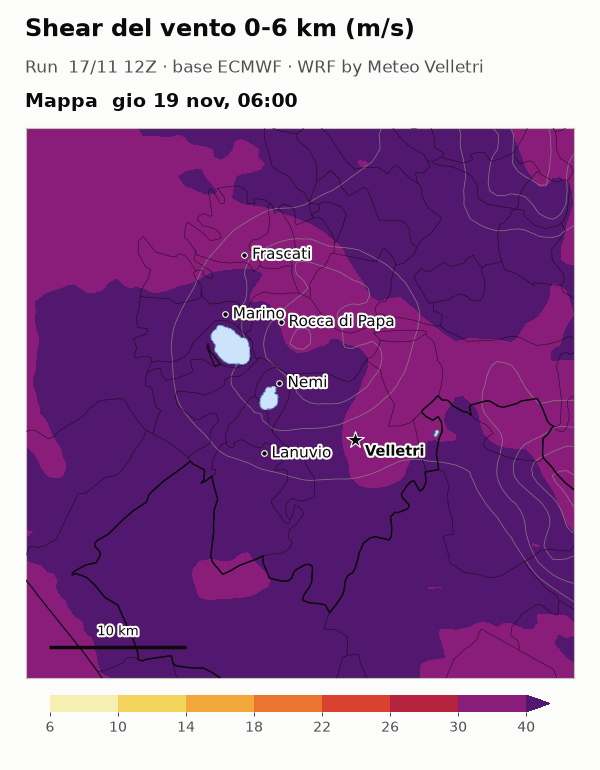 Shear del vento 0-6 km (m/s)
Run  17/11 12Z · base ECMWF · WRF by Meteo Velletri
Mappa  gio 19 nov, 06:00
Frascati
Marino
Rocca di Papa
Nemi
Velletri
Lanuvio
10 km
6 10 14 18 22 26 30 40